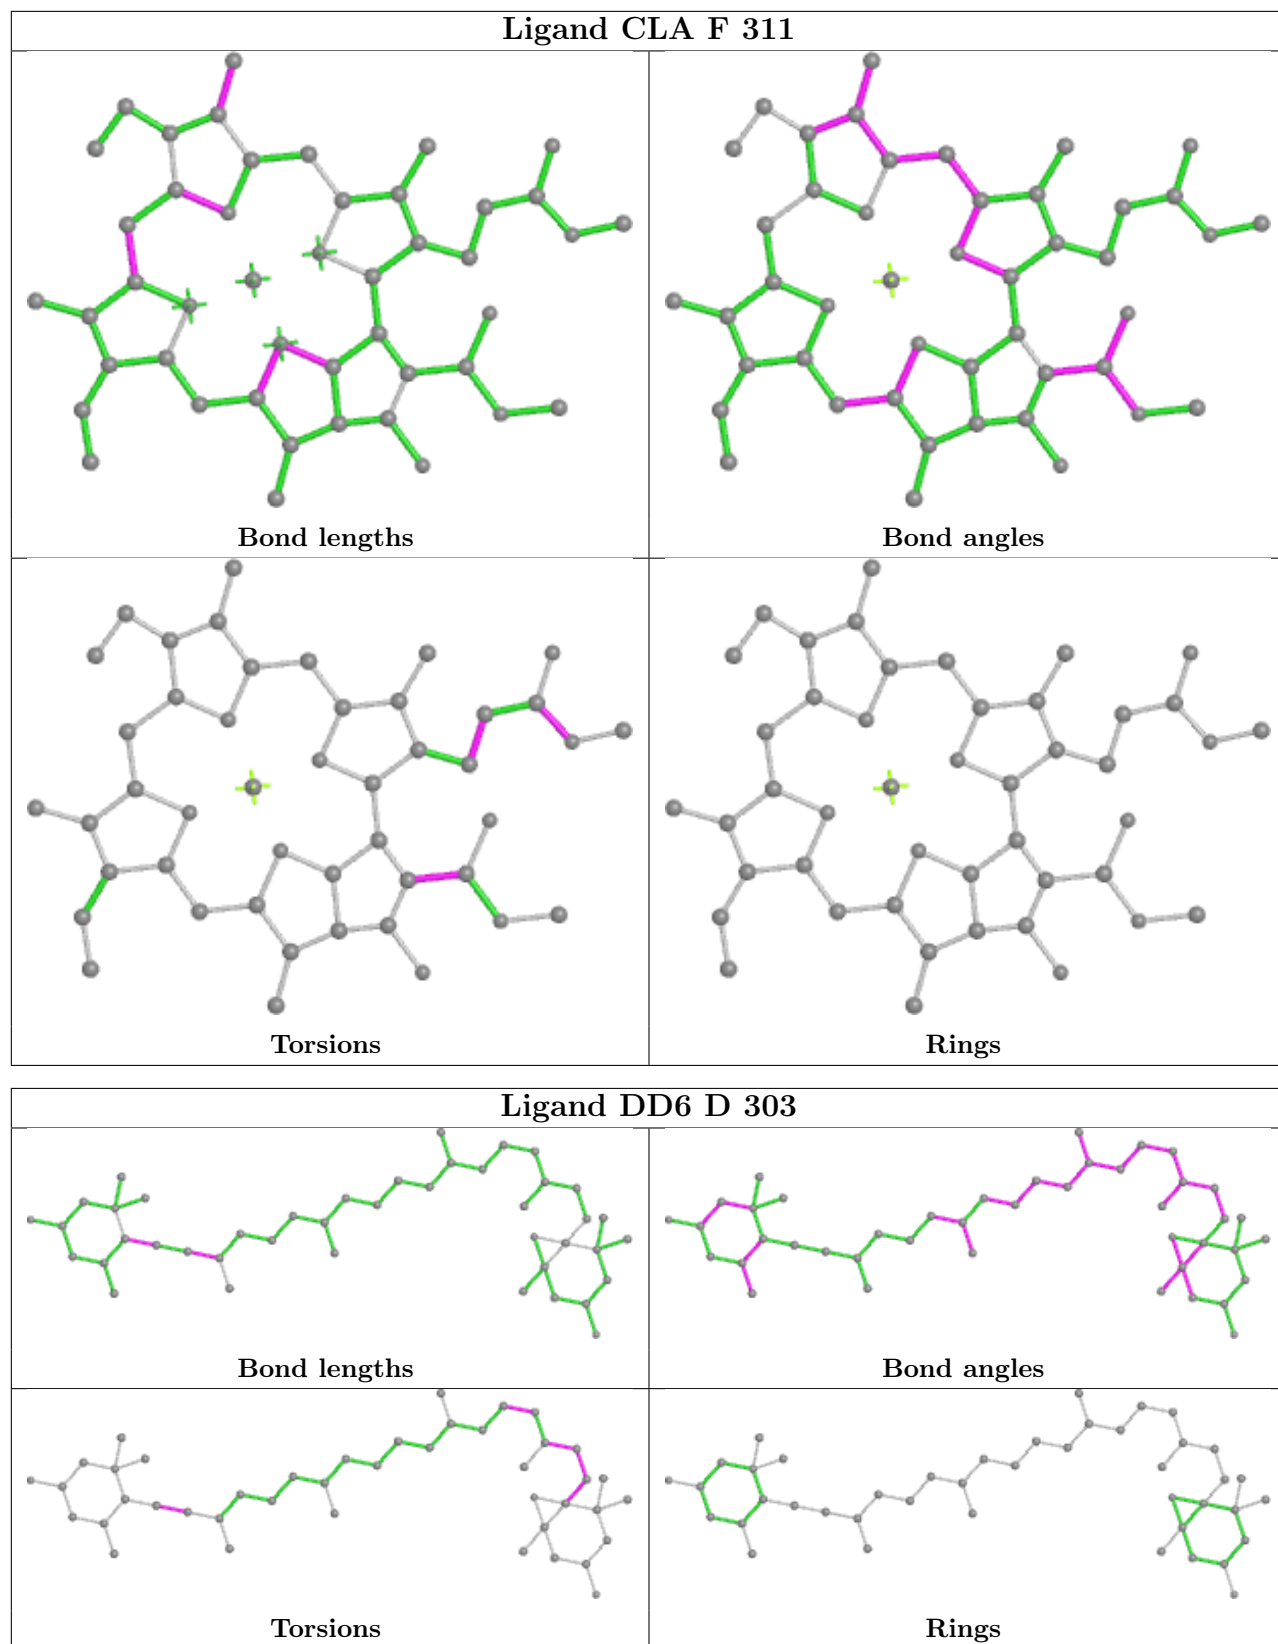 Ligand CLA F 311
Bond lengths
Bond angles
Torsions
Rings
Ligand DD6 D 303
Bond lengths
Bond angles
Torsions
Rings